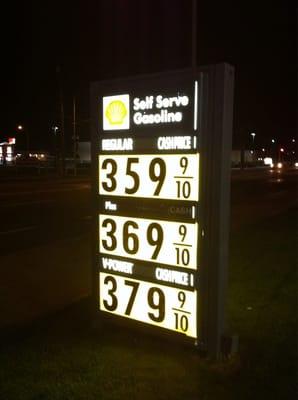 Self Serve
Gasoline
REGULAR CASH PRICE
359 9/10
Plus CASH
369 9/10
V-POWER CASH PRICE
379 9/10